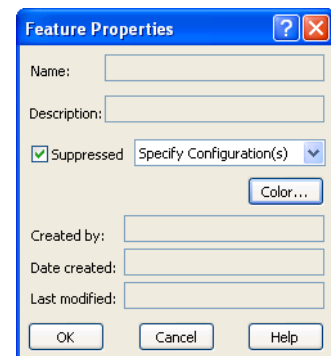 Feature Properties
Name:
Description:
Suppressed Specify Configuration(s)
Color...
Created by:
Date created:
Last modified:
OK Cancel Help